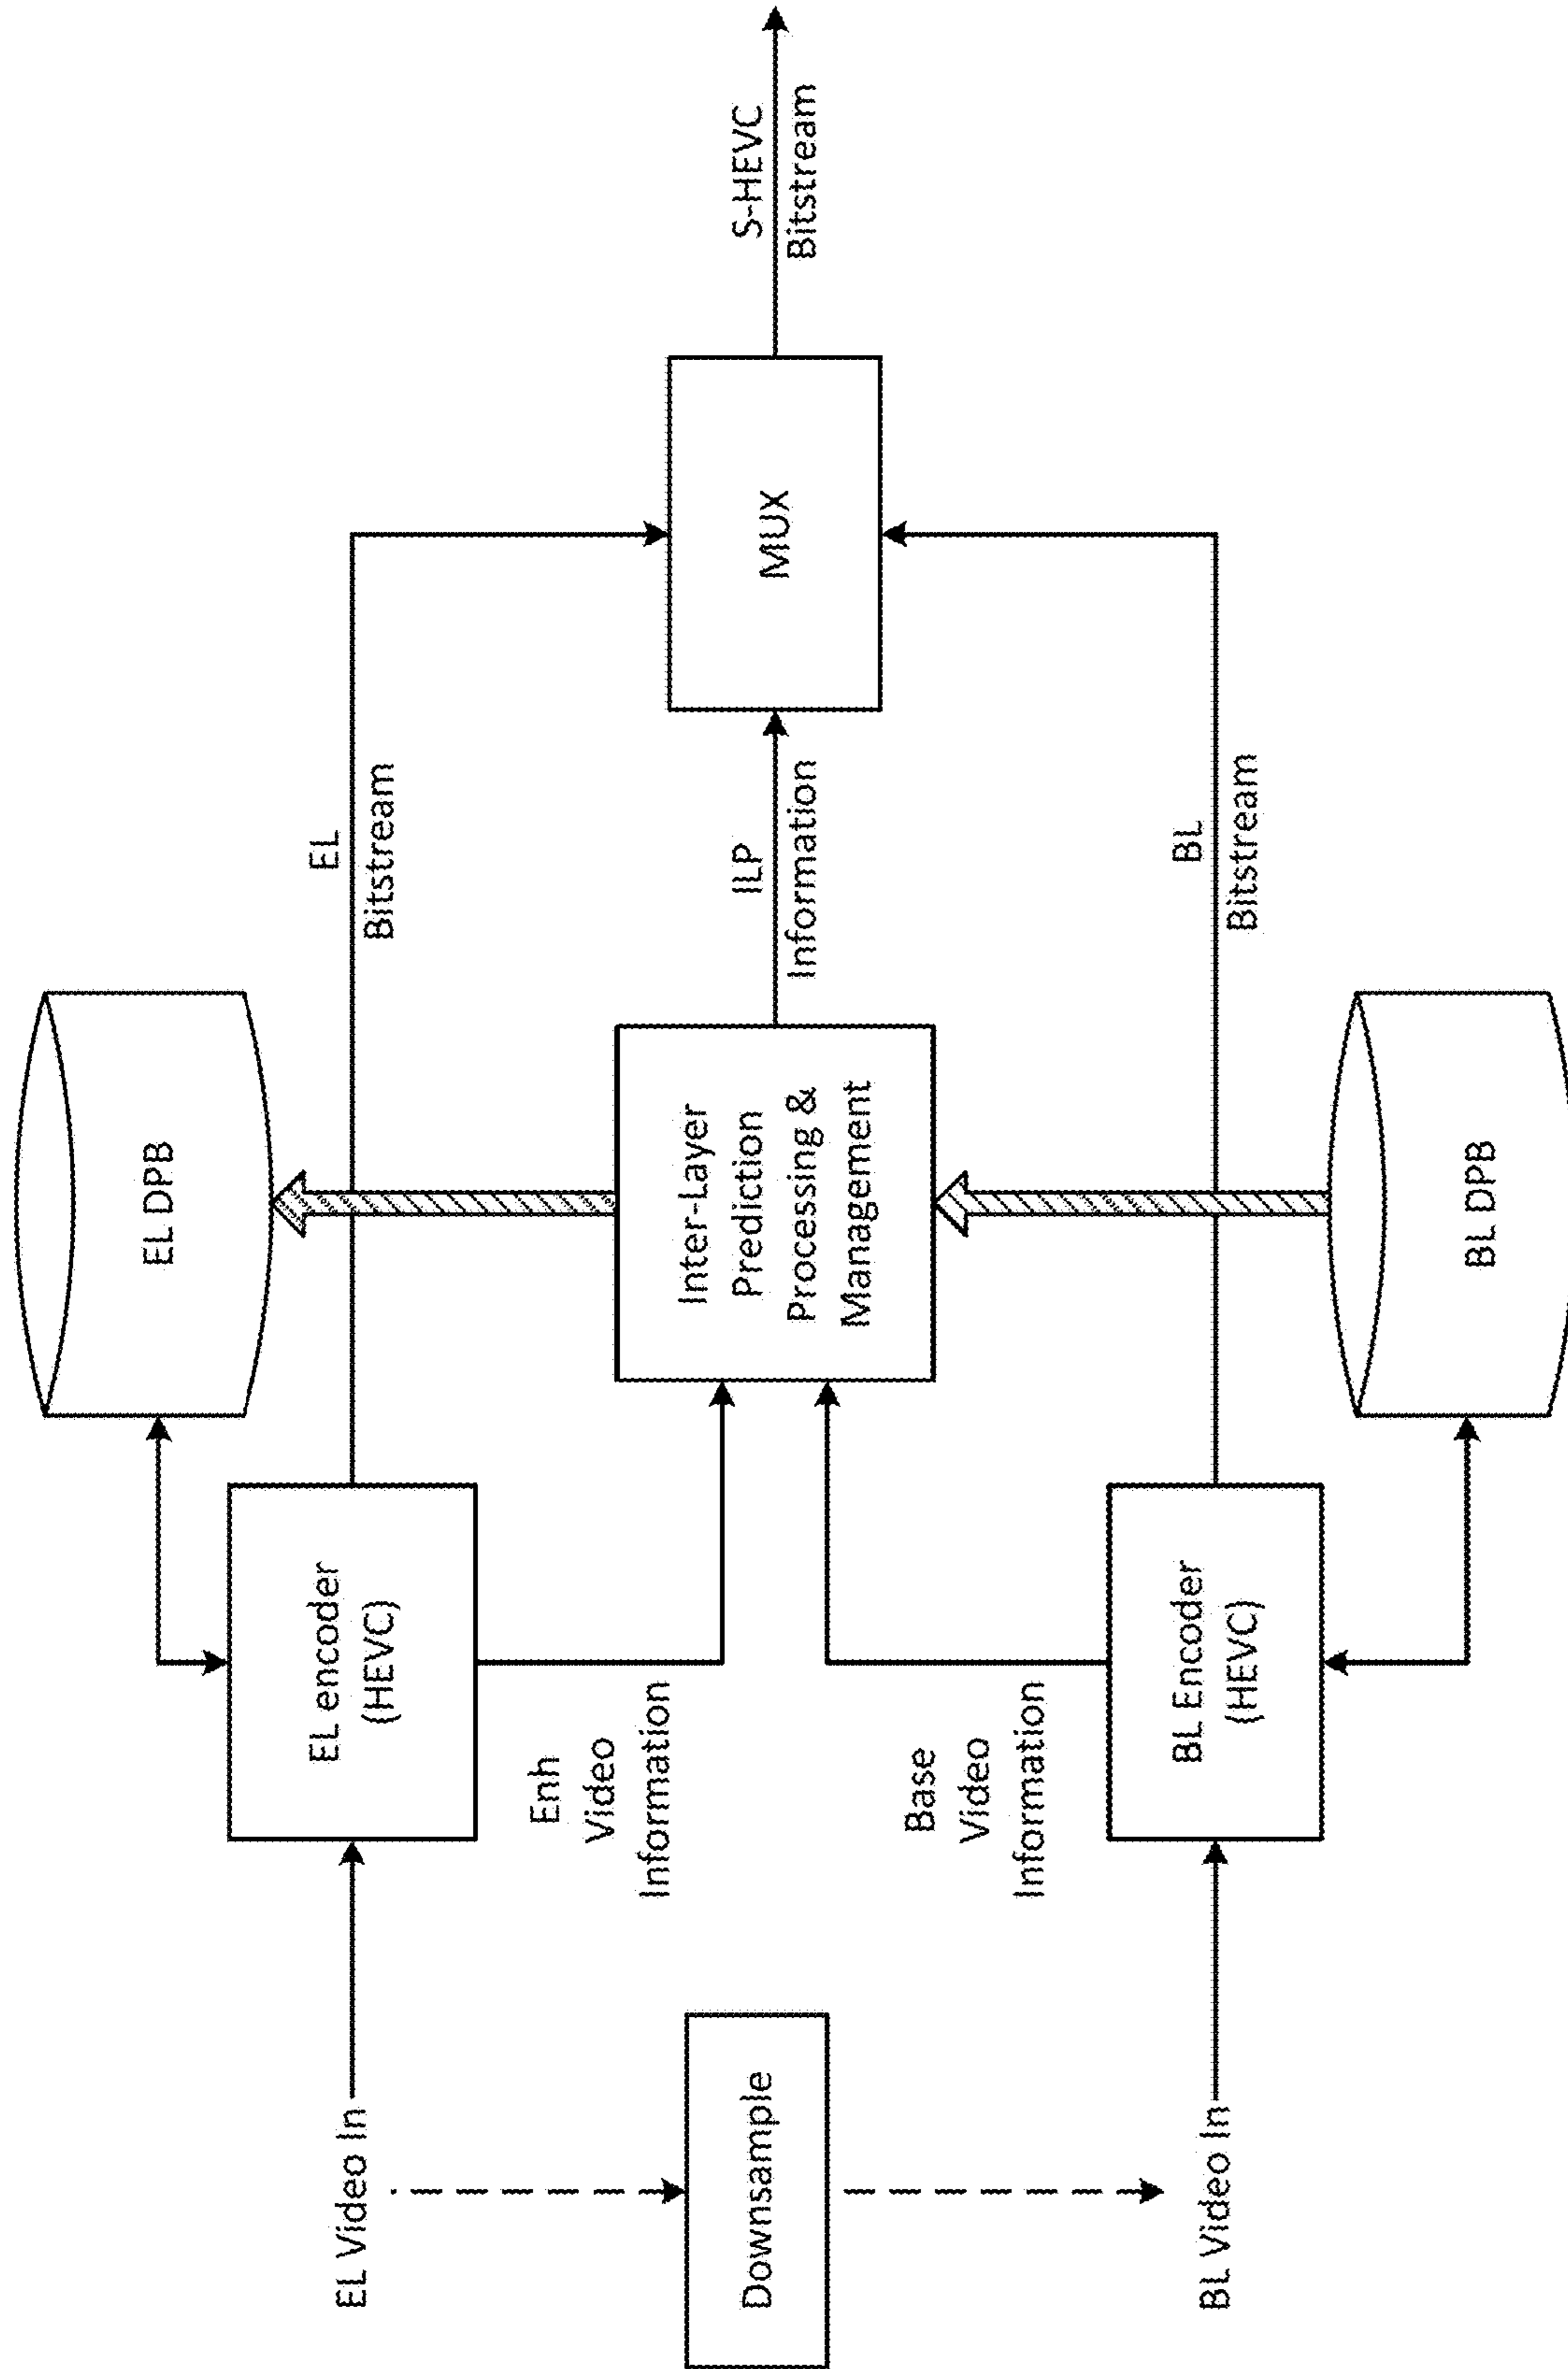 EL Video In
Downsample
BL Video In
EL encoder
(HEVC)
Enh
Video
Information
Base
Video
Information
BL Encoder
(HEVC)
EL DPB
Inter-Layer
Prediction
Processing &
Management
BL DPB
EL
Bitstream
ILP
Information
BL
Bitstream
MUX
S-HEVC
Bitstream